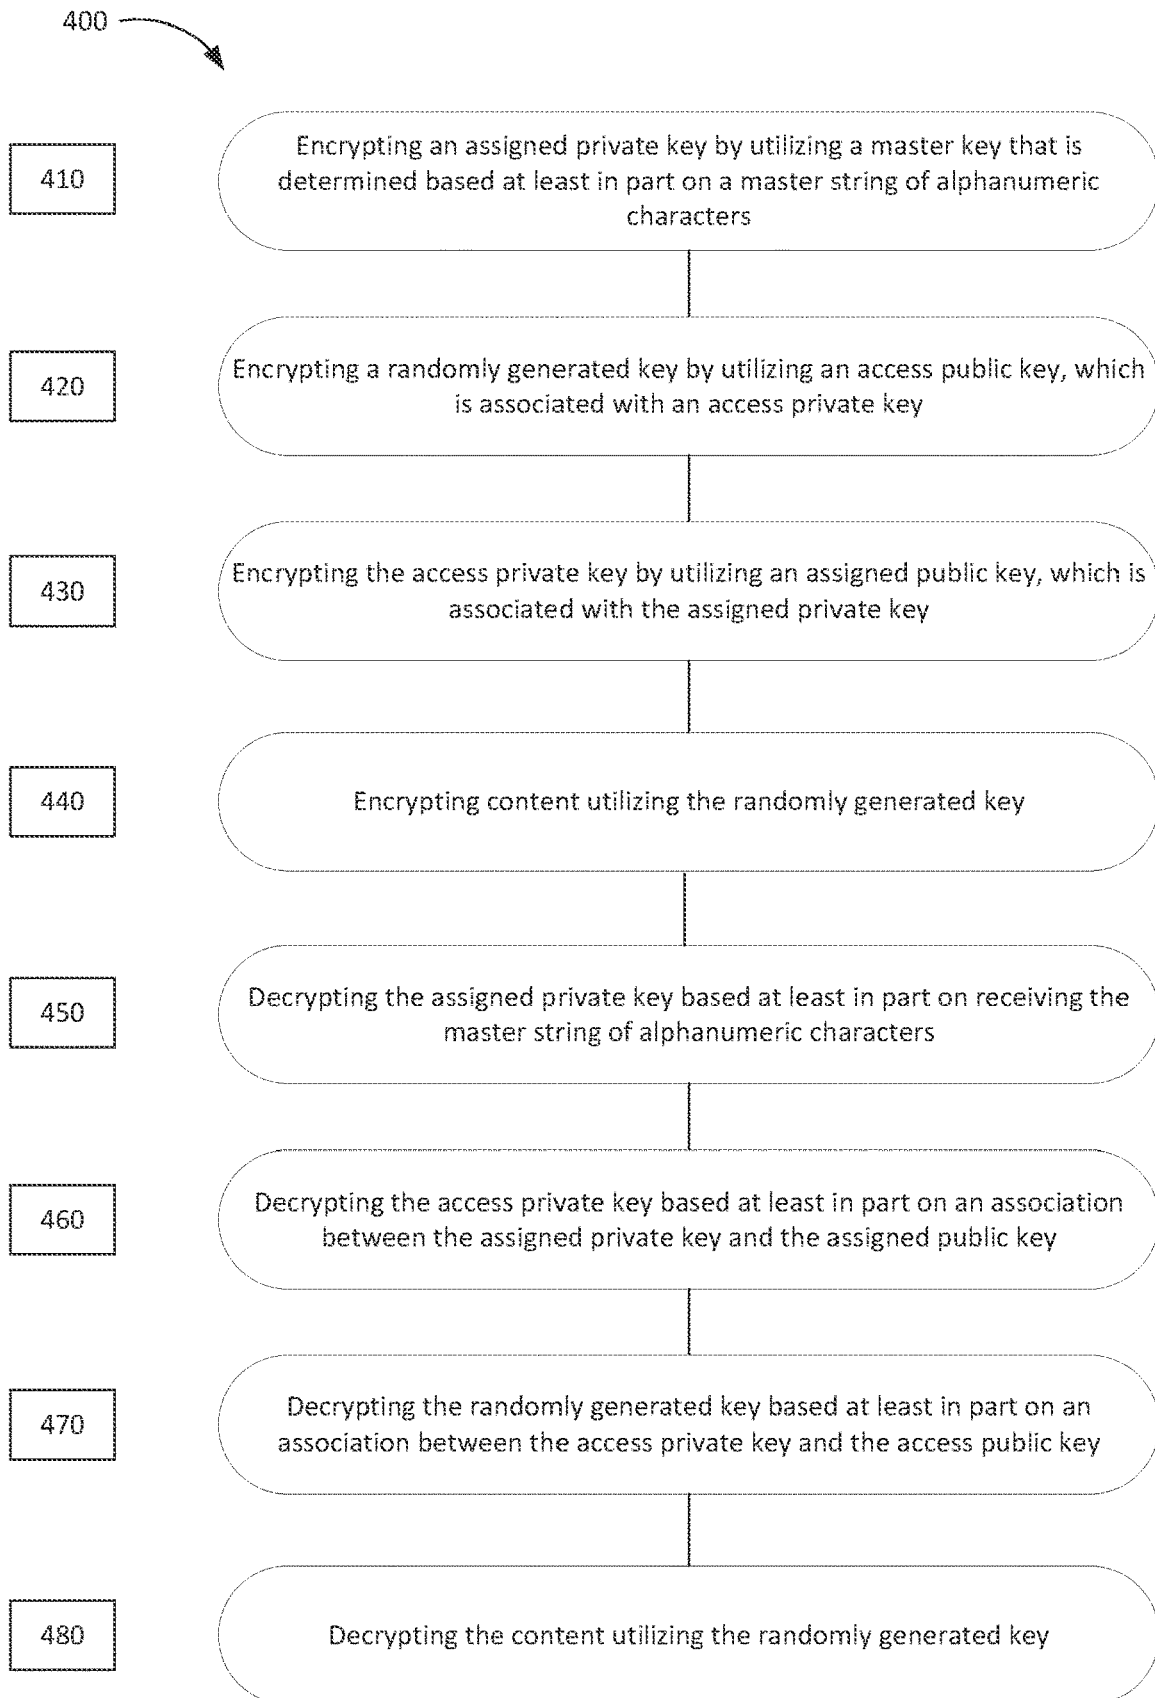 400
410
Encrypting an assigned private key by utilizing a master key that is
determined based at least in part on a master string of alphanumeric
characters
420
Encrypting a randomly generated key by utilizing an access public key, which
is associated with an access private key
430
Encrypting the access private key by utilizing an assigned public key, which is
associated with the assigned private key
440
Encrypting content utilizing the randomly generated key
450
Decrypting the assigned private key based at least in part on receiving the
master string of alphanumeric characters
460
Decrypting the access private key based at least in part on an association
between the assigned private key and the assigned public key
470
Decrypting the randomly generated key based at least in part on an
association between the access private key and the access public key
480
Decrypting the content utilizing the randomly generated key